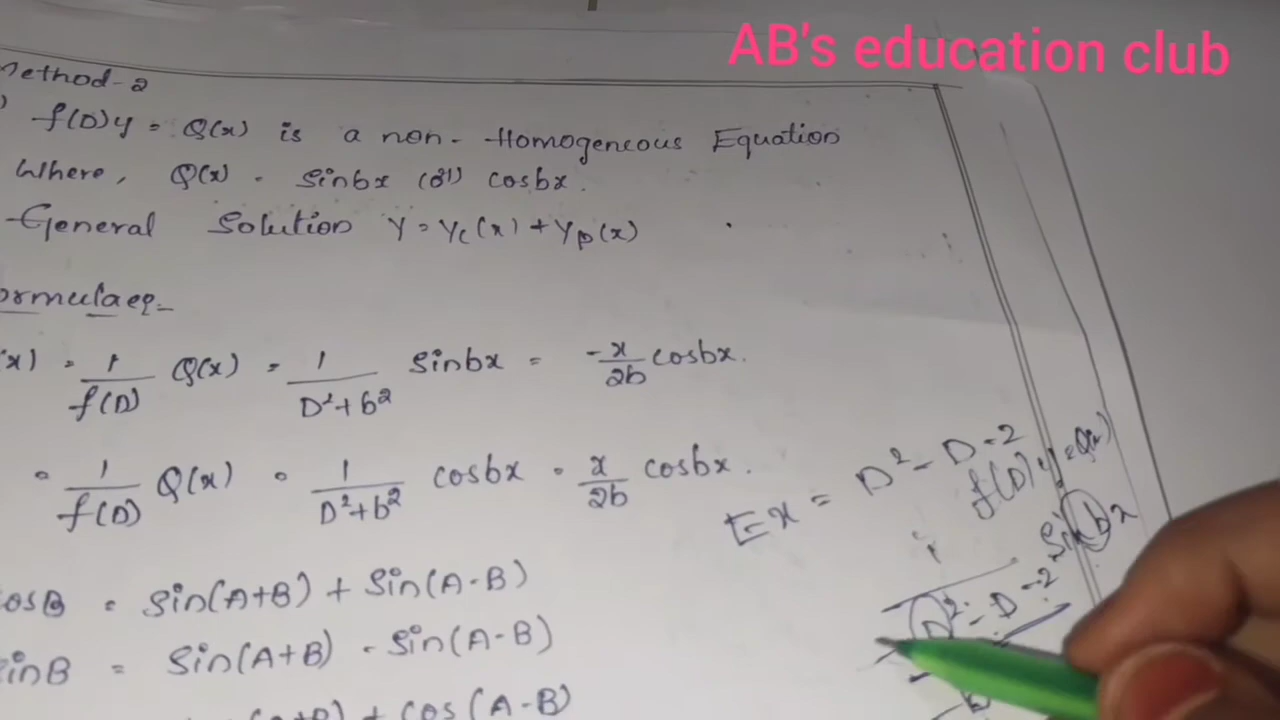 AB's education club
Method-2
) f(D)y = Q(x) is a non-Homogeneous Equation
Where, Q(x) = sinbx (or) cosbx.
General Solution y = yc(x) + yp(x)
ormulae:-
(x) = 1/f(D) Q(x) = 1/D²+b² sinbx = -x/2b cosbx.
= 1/f(D) Q(x) = 1/D²+b² cosbx = x/2b cosbx.
Ex = D²-D-2
f(D)y = Q(x)
sinbx
D²-D-2
cosB = sin(A+B) + sin(A-B)
sinB = sin(A+B) - sin(A-B)
(A+B) + cos(A-B)